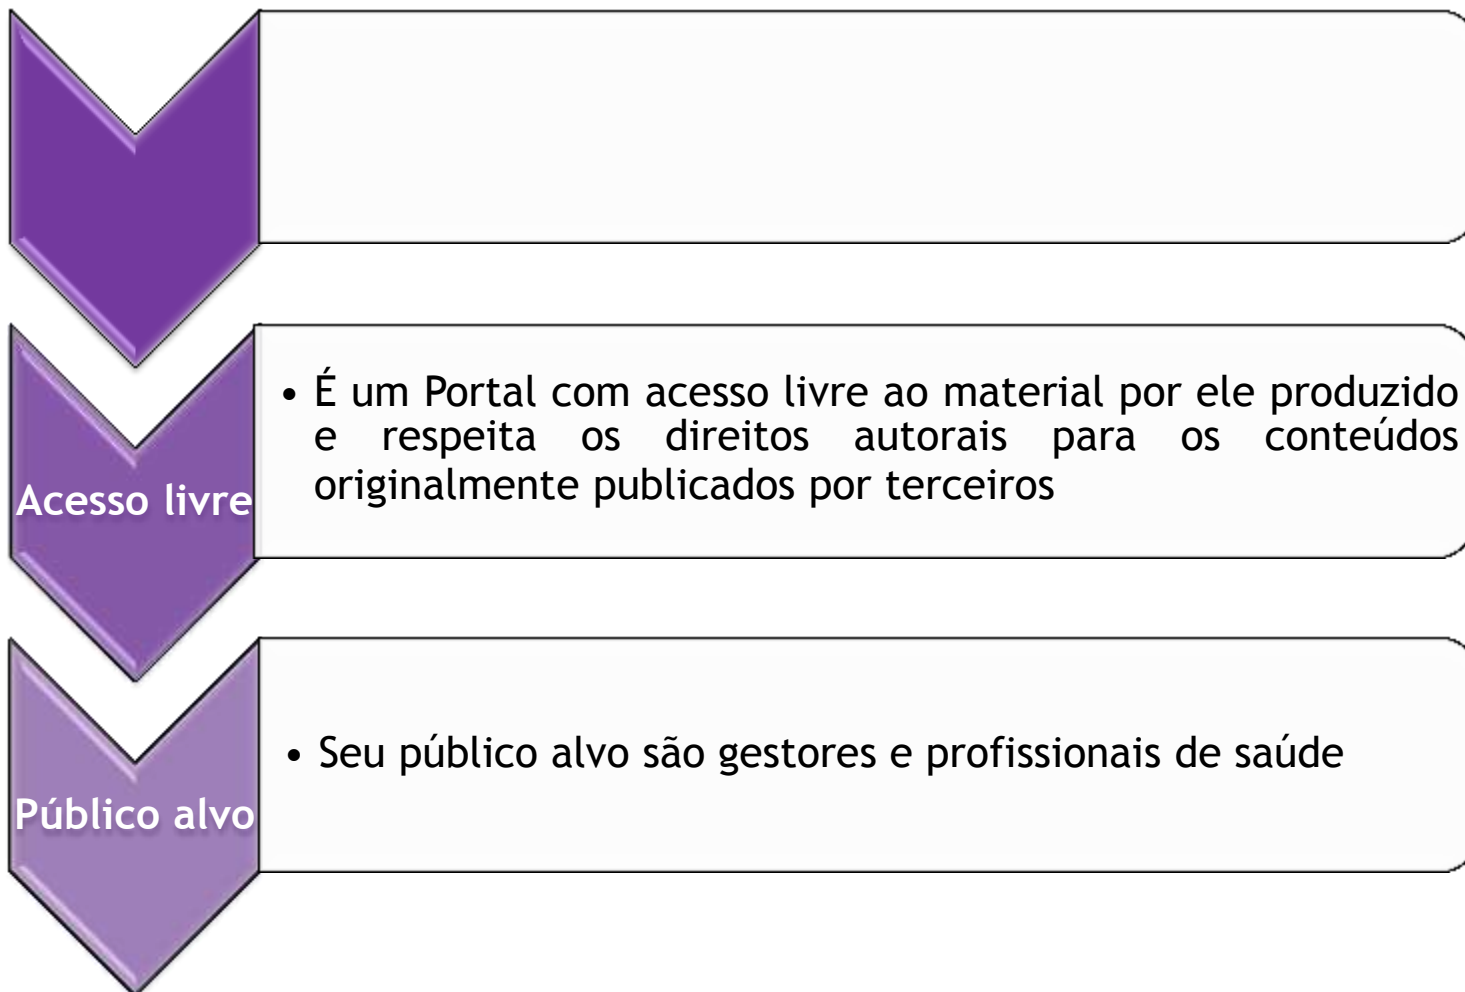 Acesso livre
• É um Portal com acesso livre ao material por ele produzido
e respeita os direitos autorais para os conteúdos
originalmente publicados por terceiros
Público alvo
• Seu público alvo são gestores e profissionais de saúde